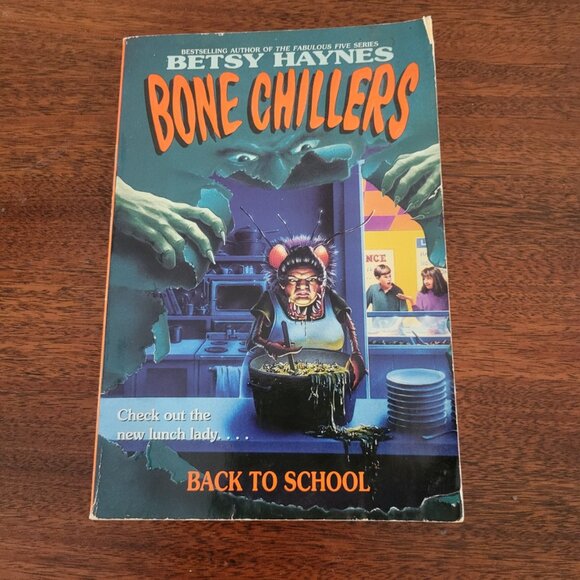 BESTSELLING AUTHOR OF THE FABULOUS FIVE SERIES
BETSY HAYNES
BONE CHILLERS
NCE
Check out the
new lunch lady. . . .
BACK TO SCHOOL